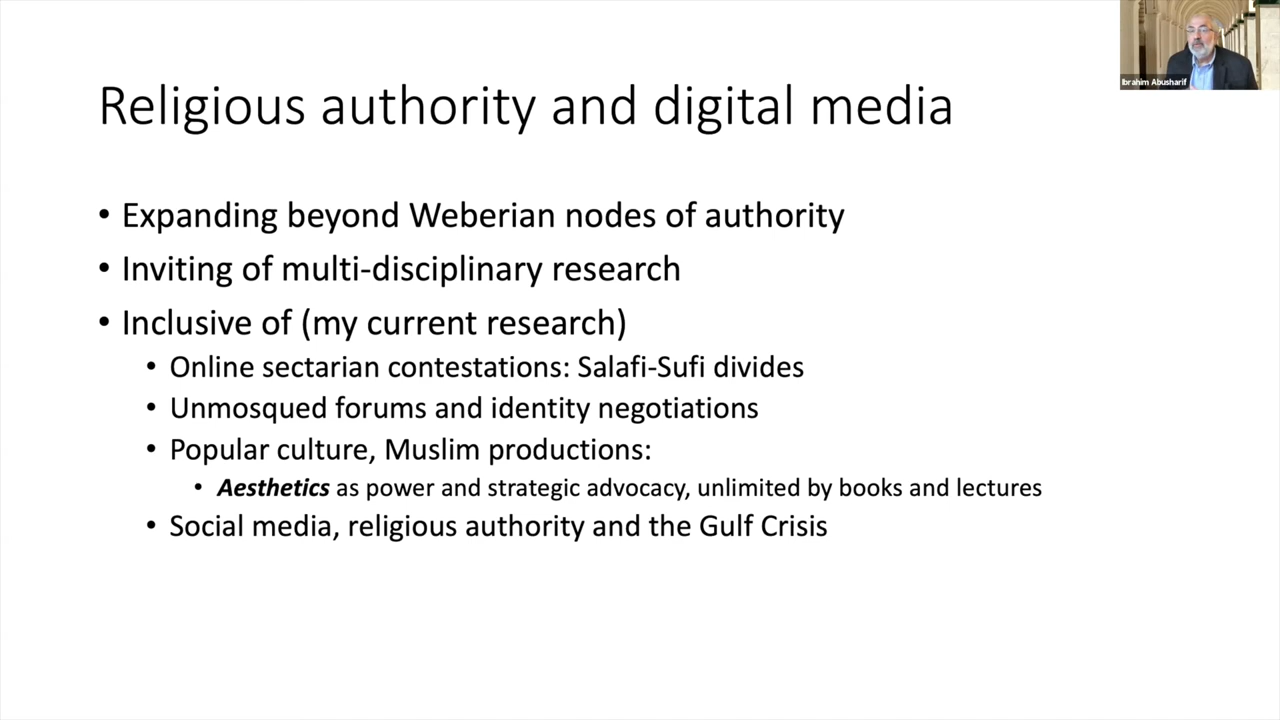 Ibrahim Abusharif
Religious authority and digital media
• Expanding beyond Weberian nodes of authority
• Inviting of multi-disciplinary research
• Inclusive of (my current research)
• Online sectarian contestations: Salafi-Sufi divides
• Unmosqued forums and identity negotiations
• Popular culture, Muslim productions:
• Aesthetics as power and strategic advocacy, unlimited by books and lectures
• Social media, religious authority and the Gulf Crisis